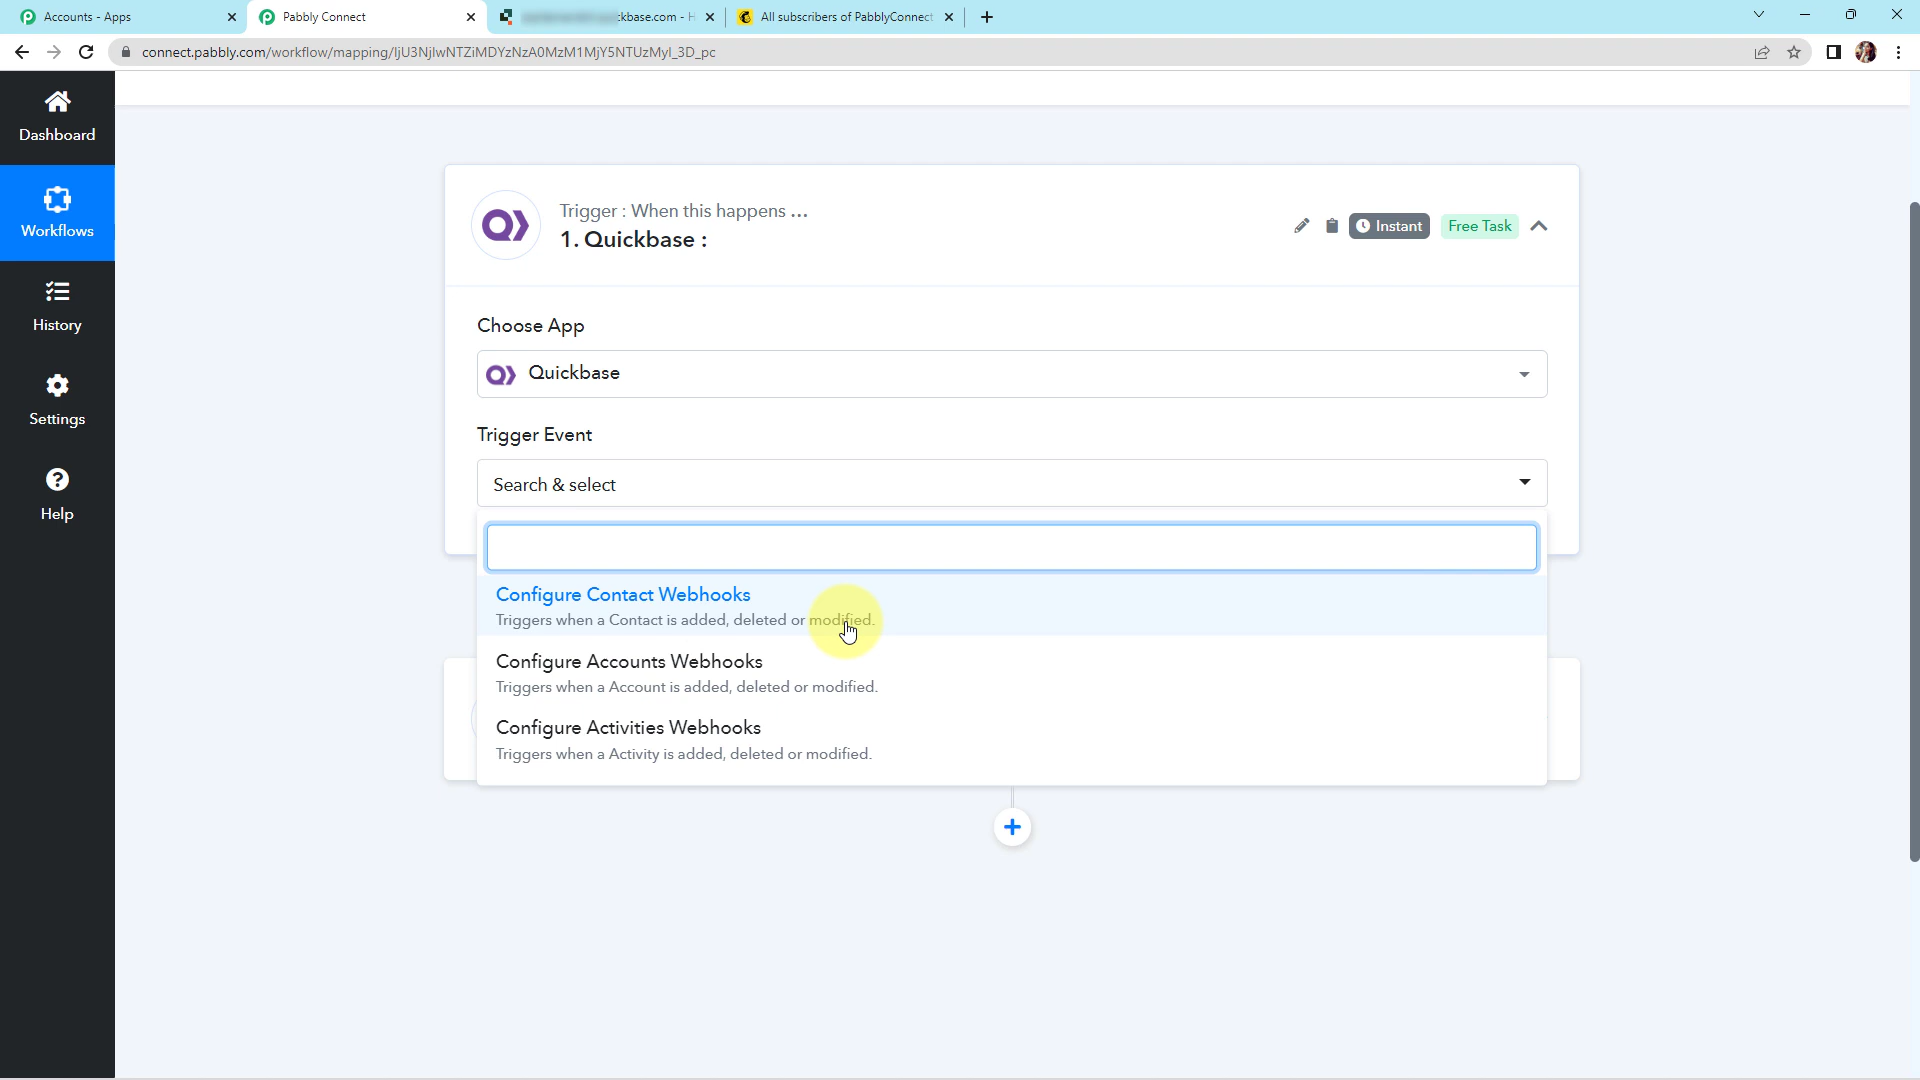 Accounts - Apps
Pabbly Connect
kbase.com - H
All subscribers of PabblyConnect
connect.pabbly.com/workflow/mapping/IjU3NjlwNTZiMDYzNzA0MzM1MjY5NTUzMyI_3D_pc
Dashboard
Workflows
History
Settings
Help
Trigger : When this happens ...
1. Quickbase :
Instant
Free Task
Choose App
Quickbase
Trigger Event
Search & select
Configure Contact Webhooks
Triggers when a Contact is added, deleted or modified.
Configure Accounts Webhooks
Triggers when a Account is added, deleted or modified.
Configure Activities Webhooks
Triggers when a Activity is added, deleted or modified.